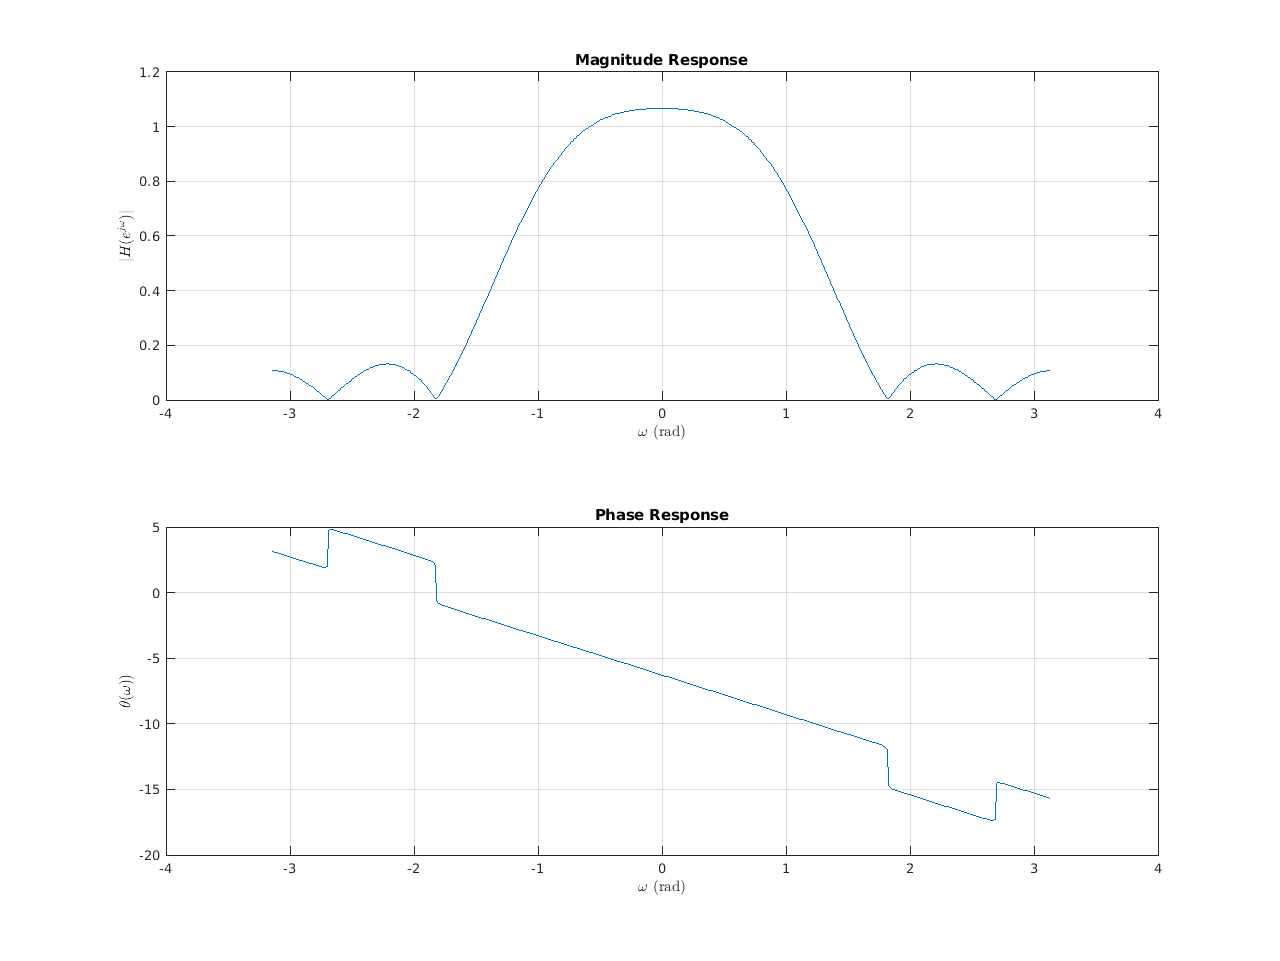 Magnitude Response
1.2
1
0.8
0.6
0.4
0.2
0
|H(e^{jω})|
-4 -3 -2 -1 0 1 2 3 4
ω (rad)
Phase Response
5
0
-5
-10
-15
-20
θ(ω))
-4 -3 -2 -1 0 1 2 3 4
ω (rad)